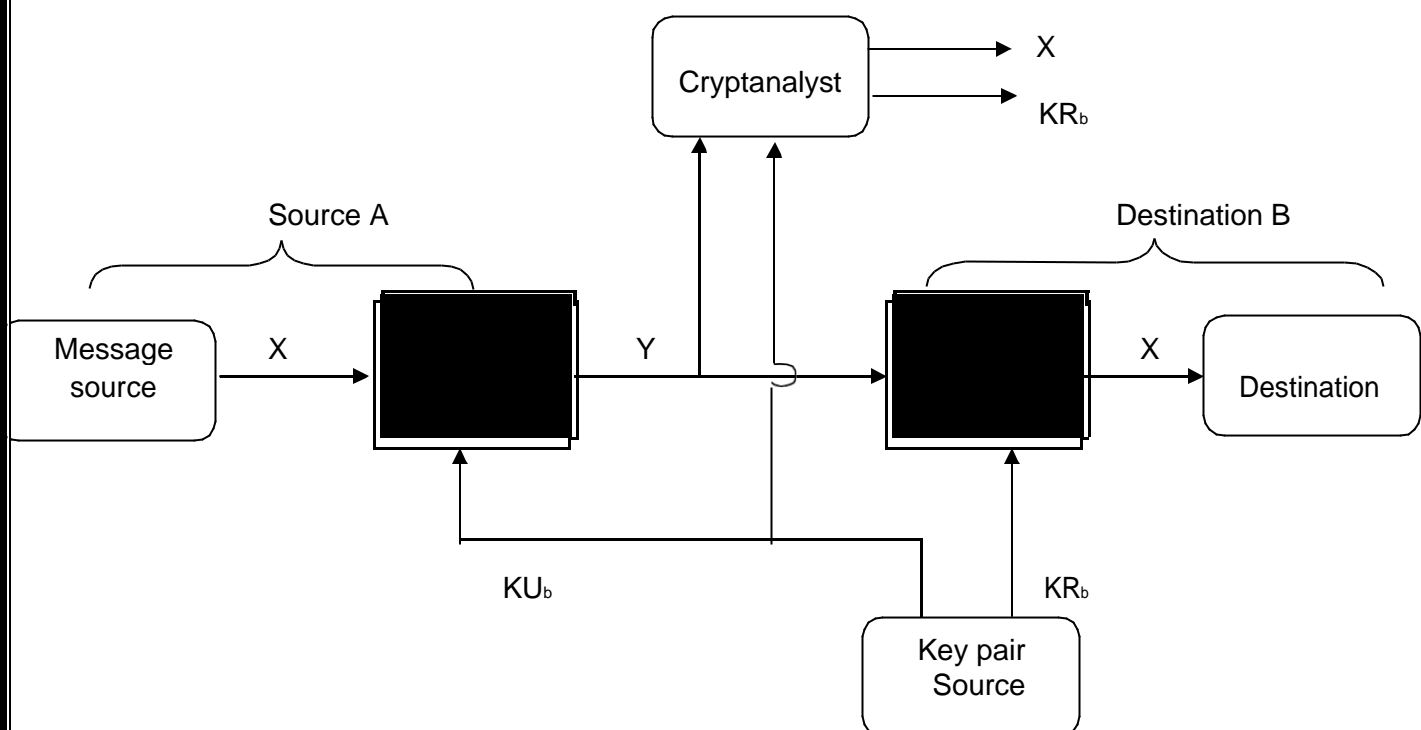 X
Cryptanalyst
KRb
Source A
Destination B
Message
source
X
Y
X
Destination
KUb
KRb
Key pair
Source